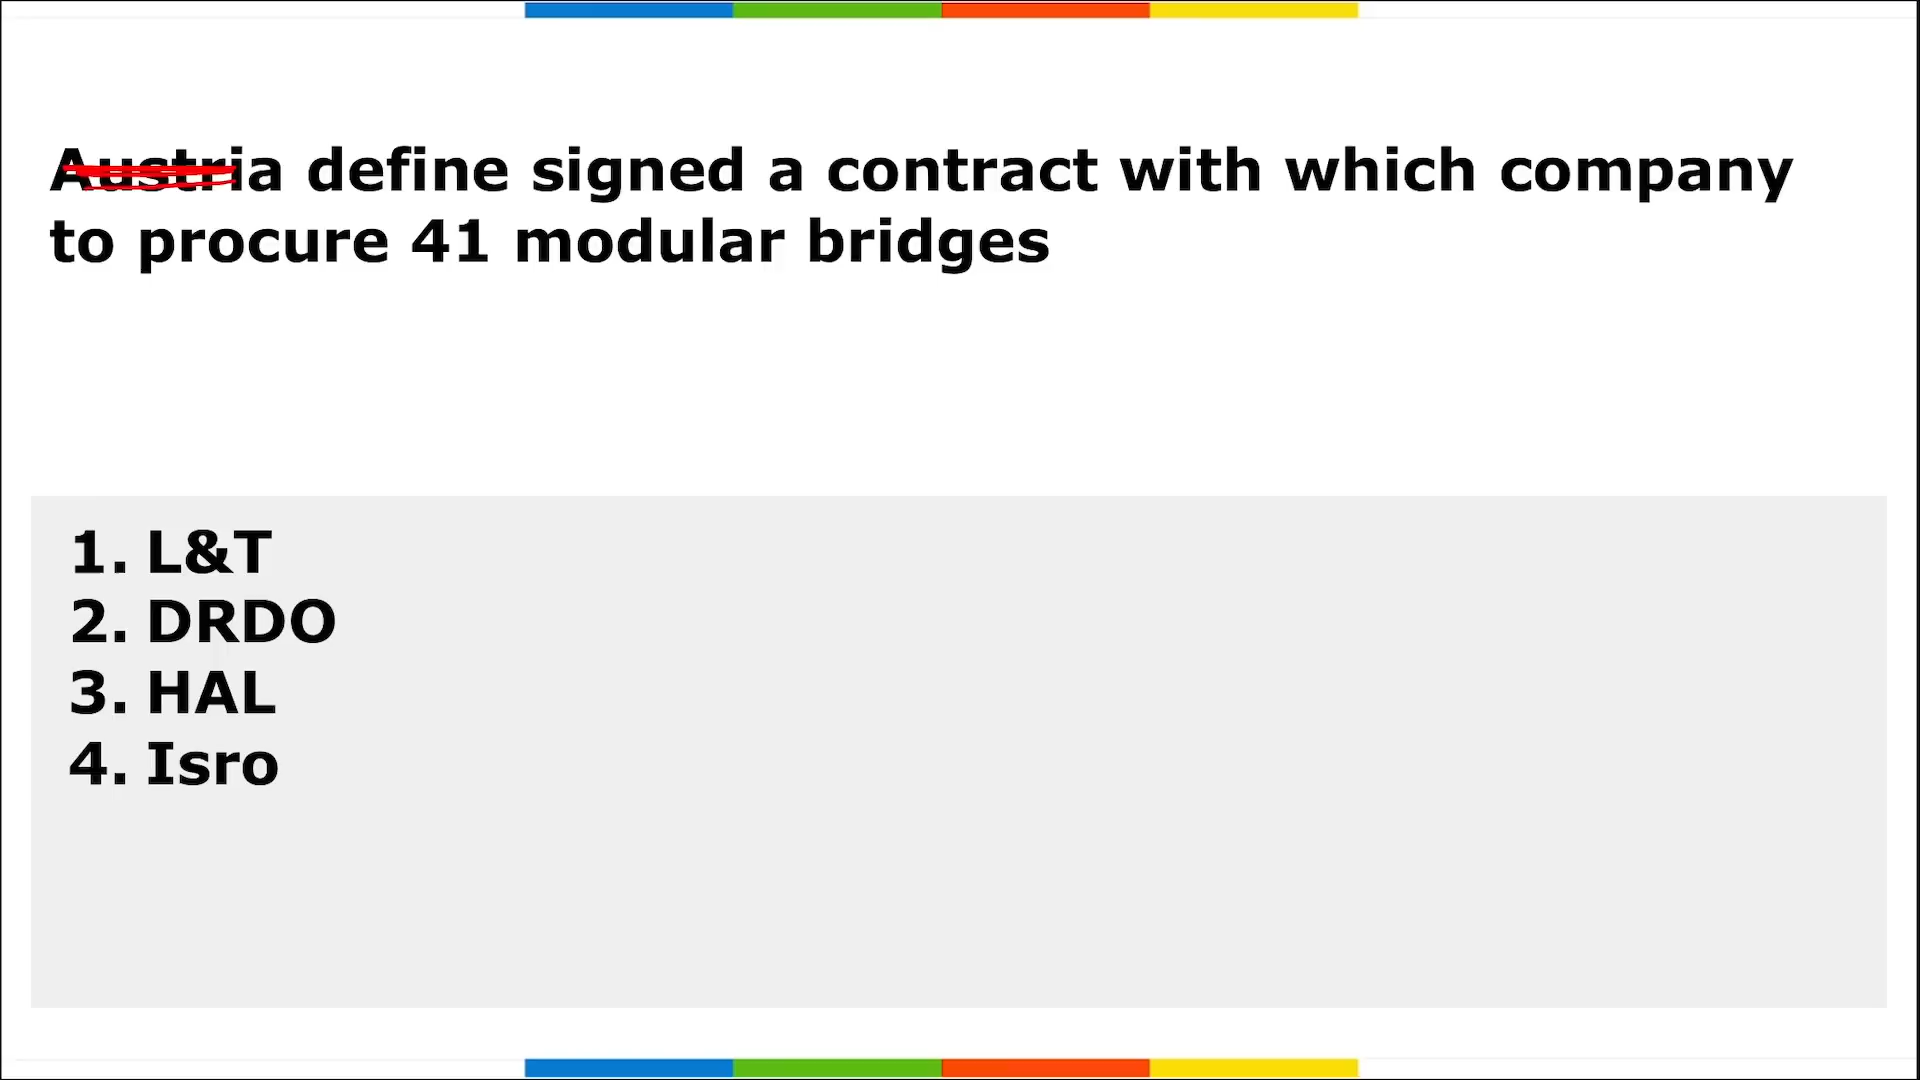 Austria define signed a contract with which company
to procure 41 modular bridges
1. L&T
2. DRDO
3. HAL
4. Isro